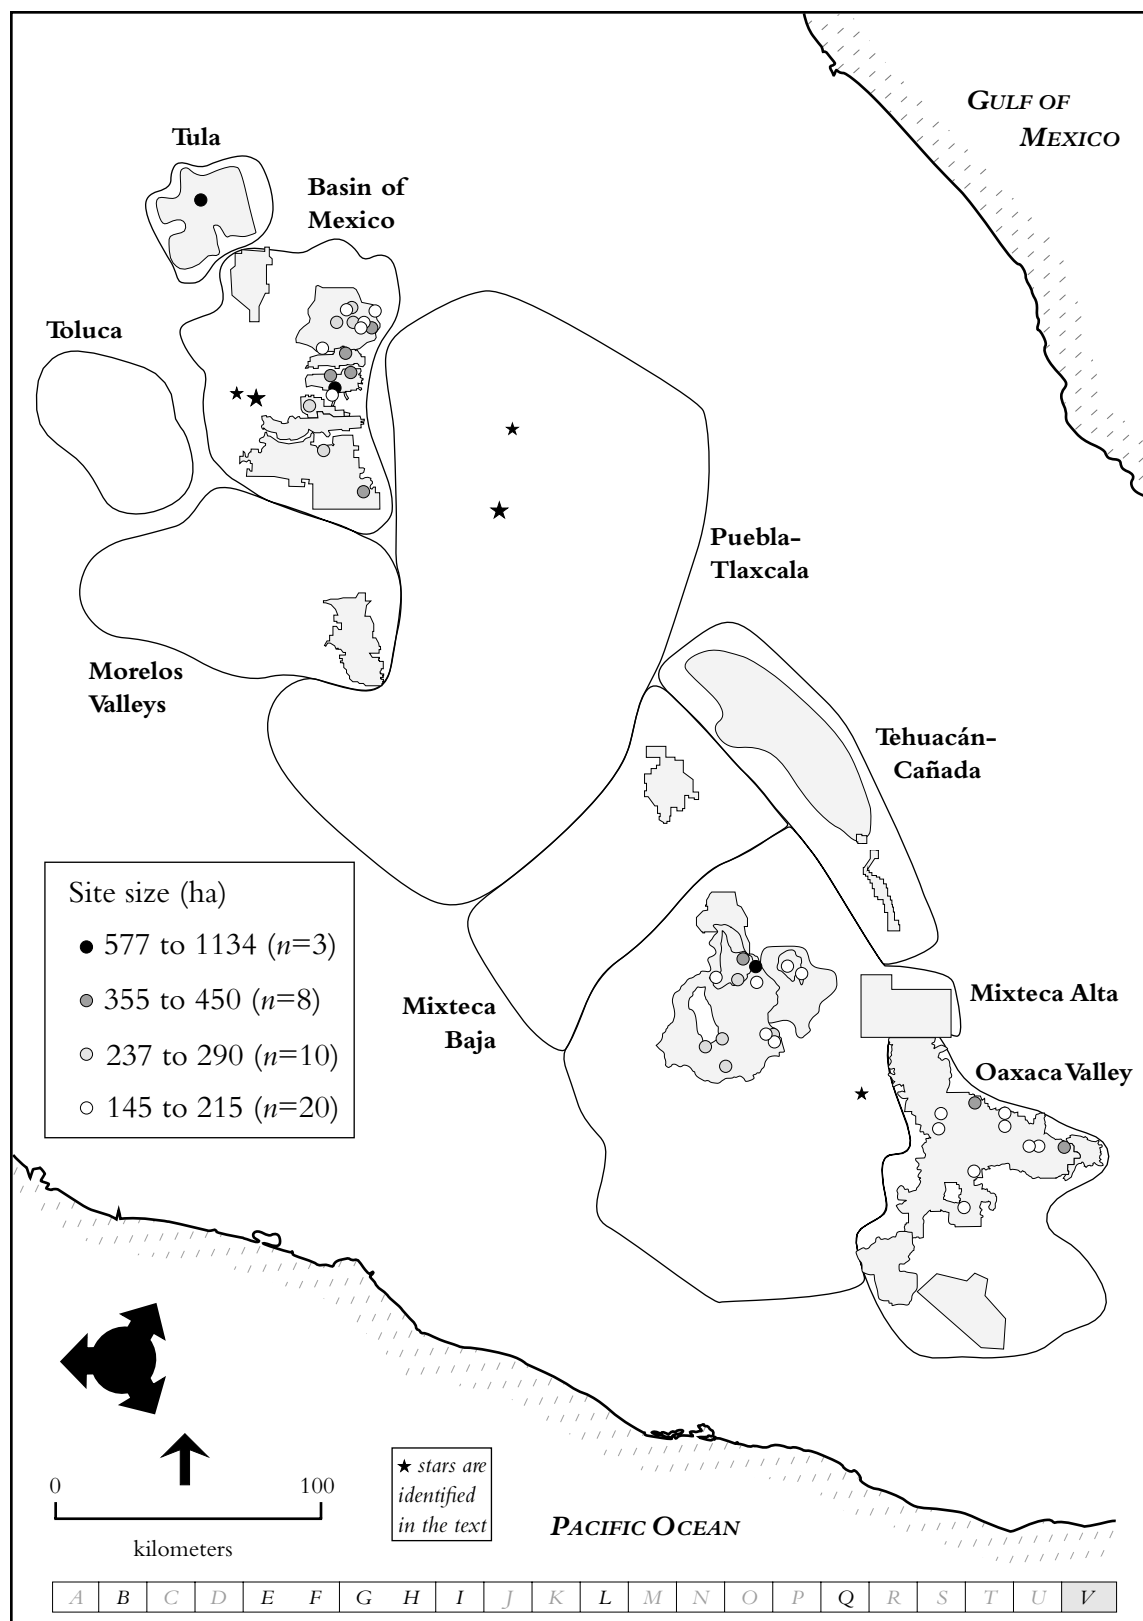 GULF OF
MEXICO
Tula
Basin of
Mexico
Toluca
Puebla-
Tlaxcala
Morelos
Valleys
Tehuacán-
Cañada
Site size (ha)
577 to 1134 (n=3)
355 to 450 (n=8)
237 to 290 (n=10)
145 to 215 (n=20)
Mixteca
Baja
Mixteca Alta
Oaxaca Valley
0 100
kilometers
★ stars are
identified
in the text
PACIFIC OCEAN
A B C D E F G H I J K L M N O P Q R S T U V